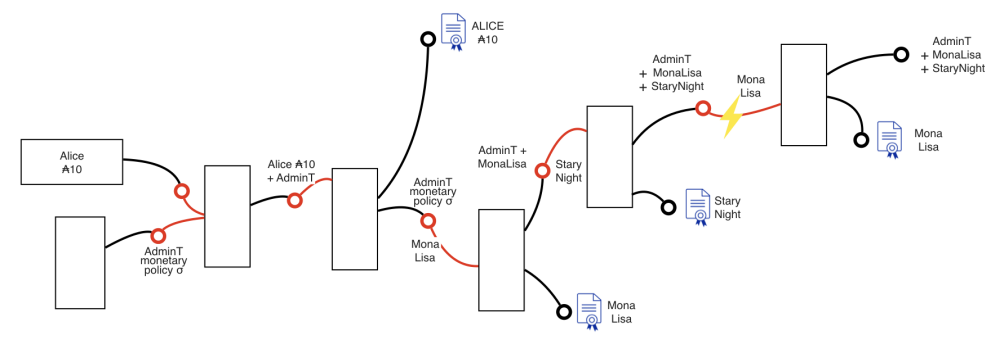 Alice
₳10
AdminT
monetary
policy σ
Alice ₳10
+ AdminT
ALICE
₳10
AdminT
monetary
policy σ
Mona
Lisa
Mona
Lisa
AdminT +
MonaLisa
Stary
Night
Stary
Night
AdminT
+ MonaLisa
+ StaryNight
Mona
Lisa
AdminT
+ MonaLisa
+ StaryNight
Mona
Lisa